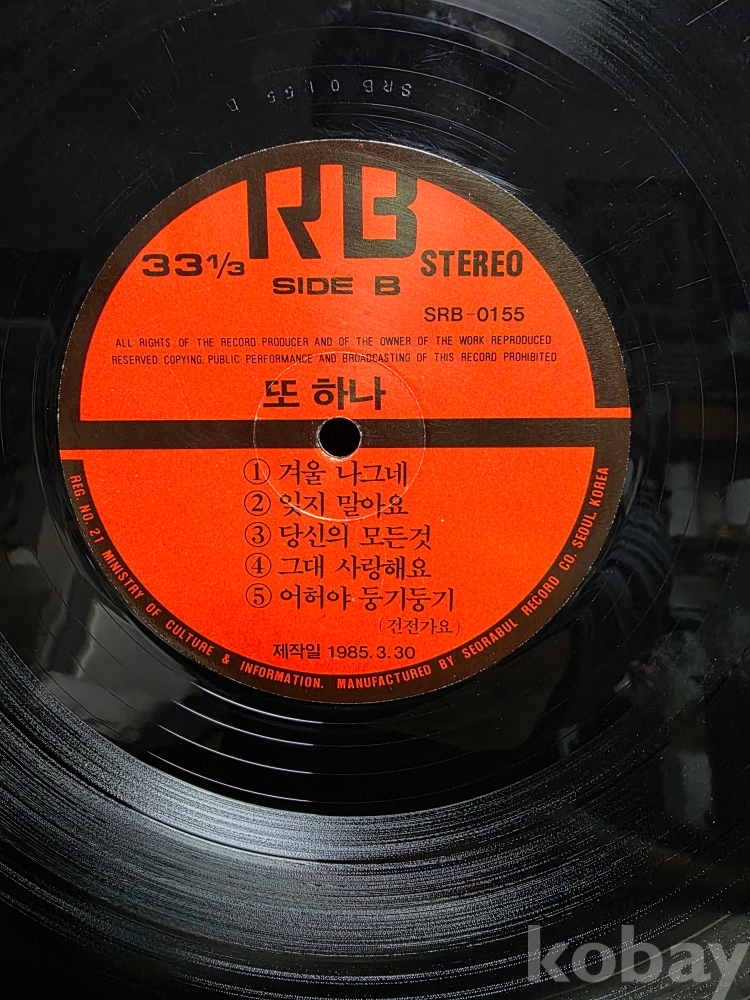 SRB 0155 B
RB
33 1/3
STEREO
SIDE B
SRB-0155
ALL RIGHTS OF THE RECORD PRODUCER AND OF THE OWNER OF THE WORK REPRODUCED
RESERVED. COPYING, PUBLIC PERFORMANCE AND BROADCASTING OF THIS RECORD PROHIBITED
또 하나
① 겨울 나그네
② 잊지 말아요
③ 당신의 모든것
④ 그대 사랑해요
⑤ 어허야 둥기둥기
(건전가요)
제작일 1985.3.30
REG. NO. 21 MINISTRY OF CULTURE & INFORMATION. MANUFACTURED BY SEORABUL RECORD CO. SEOUL KOREA
kobay